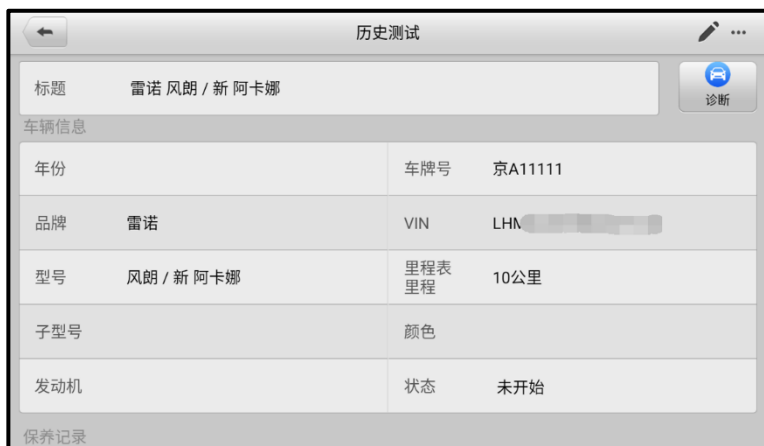 历史测试
标题 雷诺 风朗 / 新 阿卡娜
诊断
车辆信息
年份 车牌号 京A11111
品牌 雷诺 VIN
型号 风朗 / 新 阿卡娜 里程表
里程 10公里
子型号 颜色
发动机 状态 未开始
保养记录